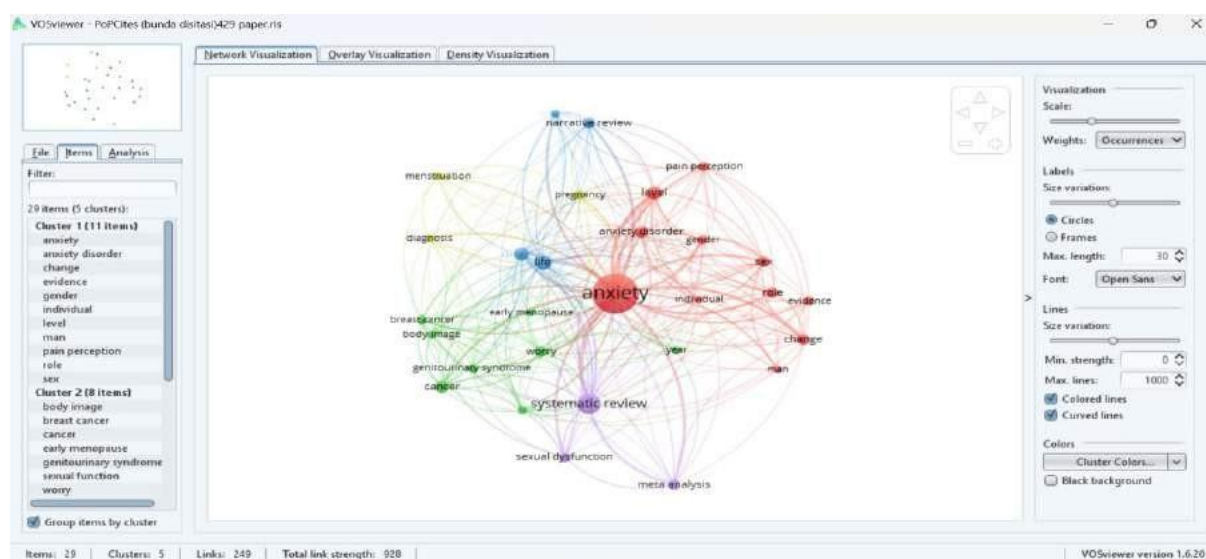 VOSviewer - PoPCites (bunda disitasi)429 paper.ris
Network Visualization Overlay Visualization Density Visualization
File Items Analysis
Filter:
29 items (5 clusters):
Cluster 1 (11 items)
anxiety
anxiety disorder
change
evidence
gender
individual
level
man
pain perception
role
sex
Cluster 2 (8 items)
body image
breast cancer
cancer
early menopause
genitourinary syndrome
sexual function
worry
Group items by cluster
narrative review
pain perception
menstruation
pregnancy
level
diagnosis
anxiety disorder
gender
life
sex
anxiety
individual
role
evidence
early menopause
breast cancer
body image
worry
year
change
genitourinary syndrome
man
cancer
systematic review
sexual dysfunction
meta analysis
Visualization
Scale:
Weights: Occurrences
Labels
Size variation:
Circles
Frames
Max. length: 30
Font: Open Sans
>
Lines
Size variation:
Min. strength: 0
Max. lines: 1000
Colored lines
Curved lines
Colors
Cluster Colors...
Black background
Items: 29 Clusters: 5 Links: 249 Total link strength: 928 VOSviewer version 1.6.20